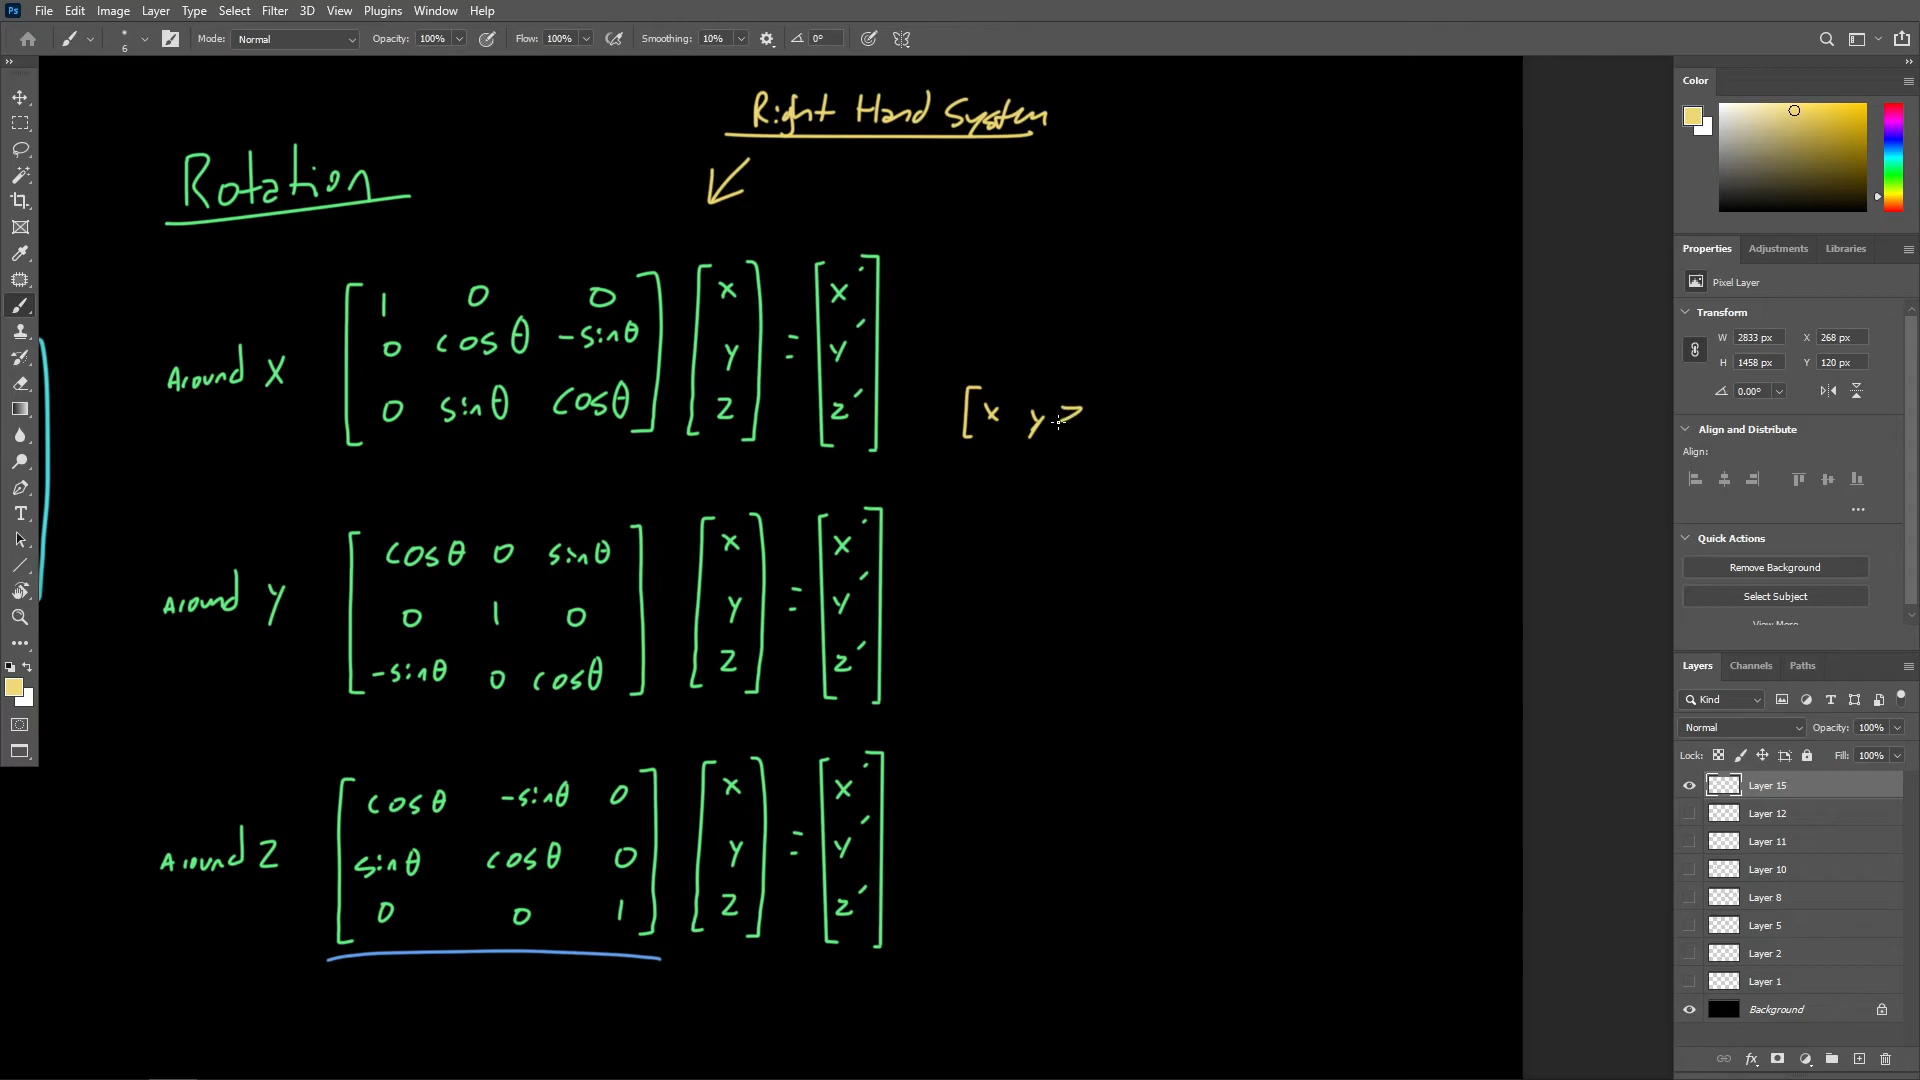 File Edit Image Layer Type Select Filter 3D View Plugins Window Help
6 Mode: Normal Opacity: 100% Flow: 100% Smoothing: 10% 0°
Right Hand System
Rotation
Around X
1 0 0
0 cosθ -sinθ
0 sinθ cosθ
x
y
z
=
x′
y′
z′
[x y
Around Y
cosθ 0 sinθ
0 1 0
-sinθ 0 cosθ
x
y
z
=
x′
y′
z′
Around Z
cosθ -sinθ 0
sinθ cosθ 0
0 0 1
x
y
z
=
x′
y′
z′
Color
Properties Adjustments Libraries
Pixel Layer
Transform
W 2833 px X 268 px
H 1458 px Y 120 px
0.00°
Align and Distribute
Align:
Quick Actions
Remove Background
Select Subject
View More
Layers Channels Paths
Kind
Normal Opacity: 100%
Lock: Fill: 100%
Layer 15
Layer 12
Layer 11
Layer 10
Layer 8
Layer 5
Layer 2
Layer 1
Background